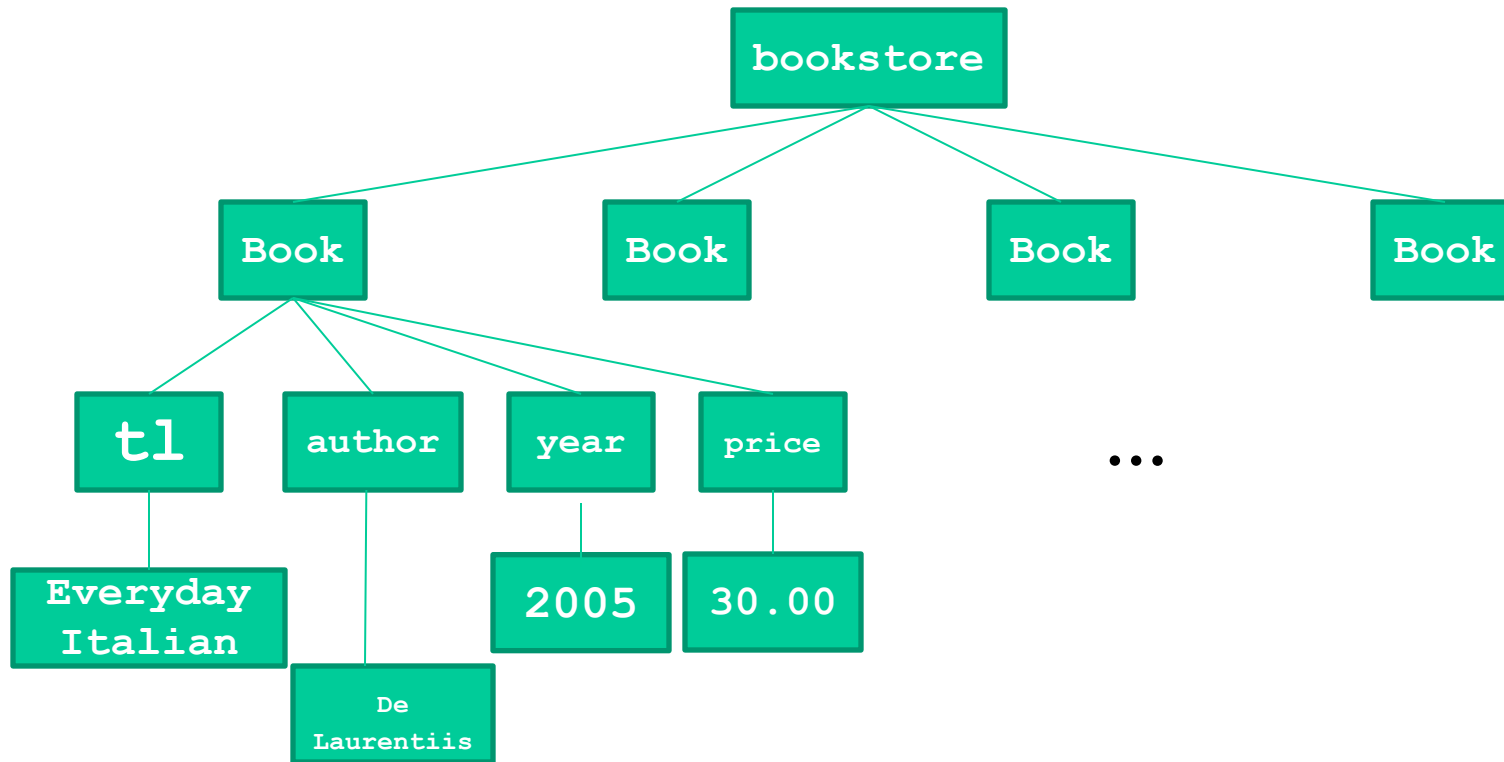 bookstore
Book
Book
Book
Book
tl
author
year
price
...
Everyday
Italian
2005
30.00
De
Laurentiis